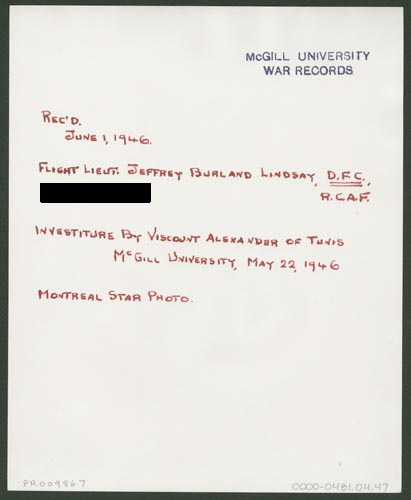 McGILL UNIVERSITY
WAR RECORDS
REC'D.
JUNE 1, 1946.
FLIGHT LIEUT. JEFFREY BURLAND LINDSAY, D.F.C.,
R.C.A.F.
INVESTITURE BY VISCOUNT ALEXANDER OF TUNIS
McGILL UNIVERSITY, MAY 22, 1946
MONTREAL STAR PHOTO.
PR009867
0000-0481.04.47